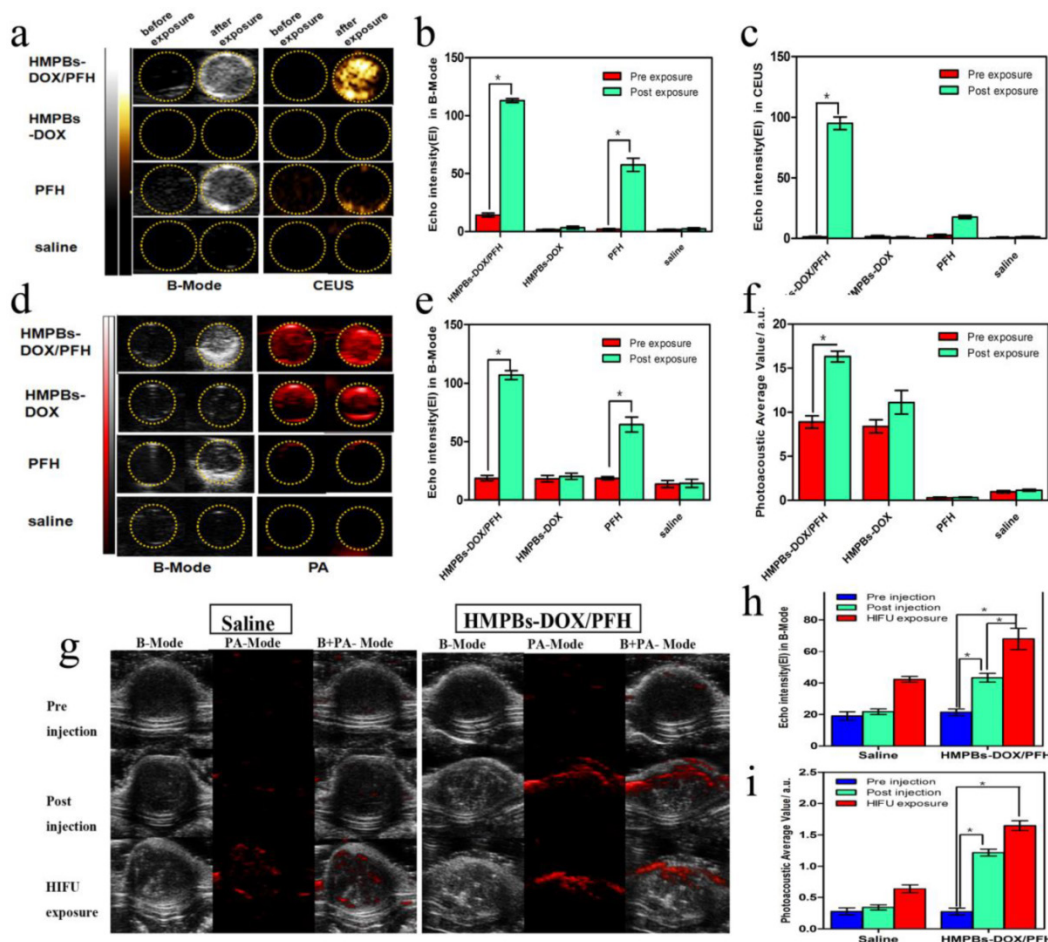 a
before exposure
after exposure
before exposure
after exposure
HMPBs-
DOX/PFH
HMPBs
-DOX
PFH
saline
B-Mode
CEUS
b
Echo intensity(EI) in B-Mode
150
100
50
0
Pre exposure
Post exposure
*
*
HMPBs-DOX/PFH
HMPBs-DOX
PFH
saline
c
Echo intensity(EI) in CEUS
150
100
50
0
Pre exposure
Post exposure
*
s-DOX/PFH
HMPBs-DOX
PFH
saline
d
HMPBs-
DOX/PFH
HMPBs-
DOX
PFH
saline
B-Mode
PA
e
Echo intensity(EI) in B-Mode
150
100
50
0
Pre exposure
Post exposure
*
*
HMPBs-DOX/PFH
HMPBs-DOX
PFH
saline
f
Photoacoustic Average Value/ a.u.
20
15
10
5
0
Pre exposure
Post exposure
*
HMPBs-DOX/PFH
HMPBs-DOX
PFH
saline
g
Saline
HMPBs-DOX/PFH
B-Mode
PA-Mode
B+PA- Mode
B-Mode
PA-Mode
B+PA- Mode
Pre
injection
Post
injection
HIFU
exposure
h
Echo intensity(EI) in B-Mode
80
60
40
20
0
Pre injection
Post injection
HIFU exposure
*
*
*
Saline
HMPBs-DOX/PFH
i
Photoacoustic Average Value/ a.u.
2.5
2.0
1.5
1.0
0.5
0.0
Pre injection
Post injection
HIFU exposure
*
*
Saline
HMPBs-DOX/PFH